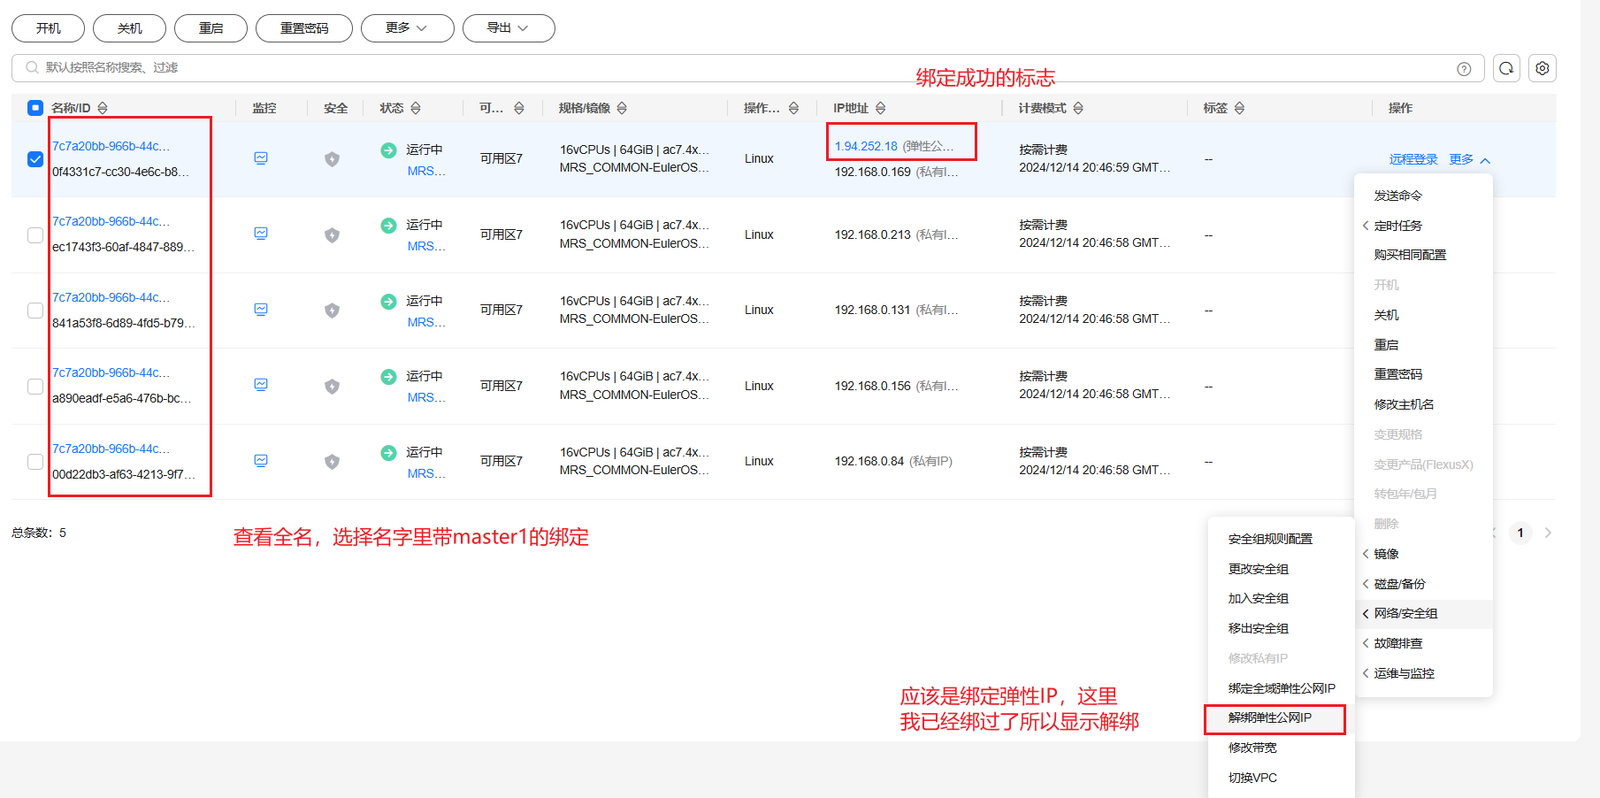 开机 关机 重启 重置密码 更多 导出
默认按照名称搜索、过滤
绑定成功的标志
名称/ID 监控 安全 状态 可... 规格/镜像 操作... IP地址 计费模式 标签 操作
7c7a20bb-966b-44c... 运行中 16vCPUs | 64GiB | ac7.4x... 1.94.252.18 (弹性公... 按需计费
可用区7 Linux -- 远程登录 更多
0f4331c7-cc30-4e6c-b8... MRS... MRS_COMMON-EulerOS... 192.168.0.169 (私有I... 2024/12/14 20:46:59 GMT...
7c7a20bb-966b-44c... 运行中 16vCPUs | 64GiB | ac7.4x... 按需计费
可用区7 Linux 192.168.0.213 (私有I... --
ec1743f3-60af-4847-889... MRS... MRS_COMMON-EulerOS... 2024/12/14 20:46:58 GMT...
7c7a20bb-966b-44c... 运行中 16vCPUs | 64GiB | ac7.4x... 按需计费
可用区7 Linux 192.168.0.131 (私有I... --
841a53f8-6d89-4fd5-b79... MRS... MRS_COMMON-EulerOS... 2024/12/14 20:46:58 GMT...
7c7a20bb-966b-44c... 运行中 16vCPUs | 64GiB | ac7.4x... 按需计费
可用区7 Linux 192.168.0.156 (私有I... --
a890eadf-e5a6-476b-bc... MRS... MRS_COMMON-EulerOS... 2024/12/14 20:46:58 GMT...
7c7a20bb-966b-44c... 运行中 16vCPUs | 64GiB | ac7.4x... 按需计费
可用区7 Linux 192.168.0.84 (私有IP) --
00d22db3-af63-4213-9f7... MRS... MRS_COMMON-EulerOS... 2024/12/14 20:46:58 GMT...
总条数：5
1
查看全名，选择名字里带master1的绑定
发送命令
定时任务
购买相同配置
开机
关机
重启
重置密码
修改主机名
变更规格
变更产品(FlexusX)
转包年/包月
删除
镜像
磁盘/备份
网络/安全组
故障排查
运维与监控
安全组规则配置
更改安全组
加入安全组
移出安全组
修改私有IP
绑定全域弹性公网IP
解绑弹性公网IP
修改带宽
切换VPC
应该是绑定弹性IP，这里
我已经绑过了所以显示解绑